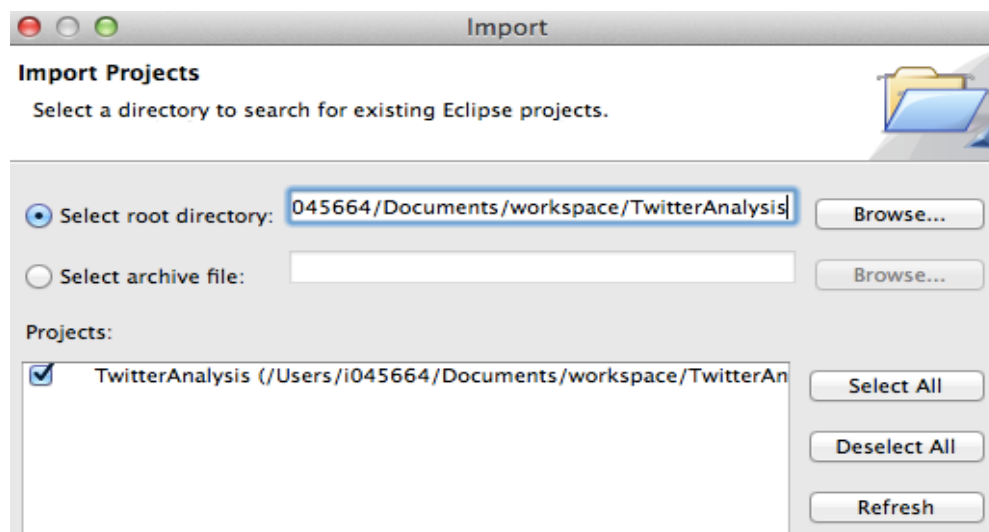 Import
Import Projects
Select a directory to search for existing Eclipse projects.
Select root directory: 045664/Documents/workspace/TwitterAnalysis Browse...
Select archive file: Browse...
Projects:
TwitterAnalysis (/Users/i045664/Documents/workspace/TwitterAn
Select All
Deselect All
Refresh